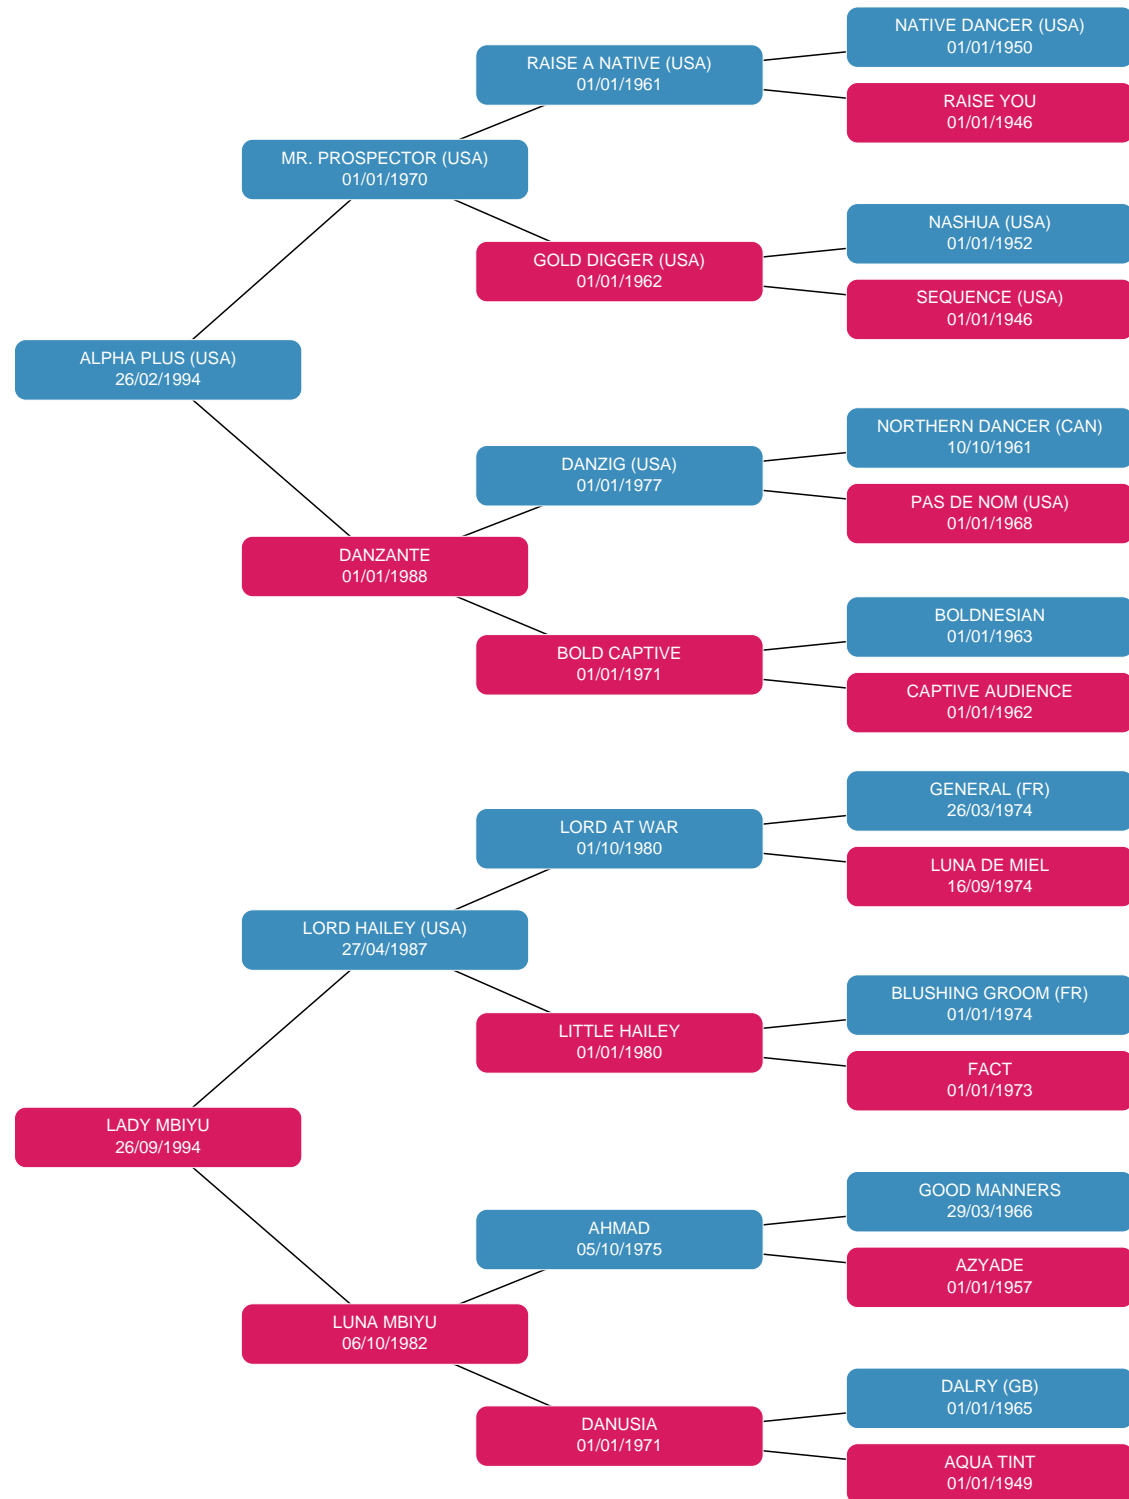 NATIVE DANCER (USA)
01/01/1950
RAISE A NATIVE (USA)
01/01/1961
RAISE YOU
01/01/1946
MR. PROSPECTOR (USA)
01/01/1970
NASHUA (USA)
01/01/1952
GOLD DIGGER (USA)
01/01/1962
SEQUENCE (USA)
01/01/1946
ALPHA PLUS (USA)
26/02/1994
NORTHERN DANCER (CAN)
10/10/1961
DANZIG (USA)
01/01/1977
PAS DE NOM (USA)
01/01/1968
DANZANTE
01/01/1988
BOLDNESIAN
01/01/1963
BOLD CAPTIVE
01/01/1971
CAPTIVE AUDIENCE
01/01/1962
GENERAL (FR)
26/03/1974
LORD AT WAR
01/10/1980
LUNA DE MIEL
16/09/1974
LORD HAILEY (USA)
27/04/1987
BLUSHING GROOM (FR)
01/01/1974
LITTLE HAILEY
01/01/1980
FACT
01/01/1973
LADY MBIYU
26/09/1994
GOOD MANNERS
29/03/1966
AHMAD
05/10/1975
AZYADE
01/01/1957
LUNA MBIYU
06/10/1982
DALRY (GB)
01/01/1965
DANUSIA
01/01/1971
AQUA TINT
01/01/1949